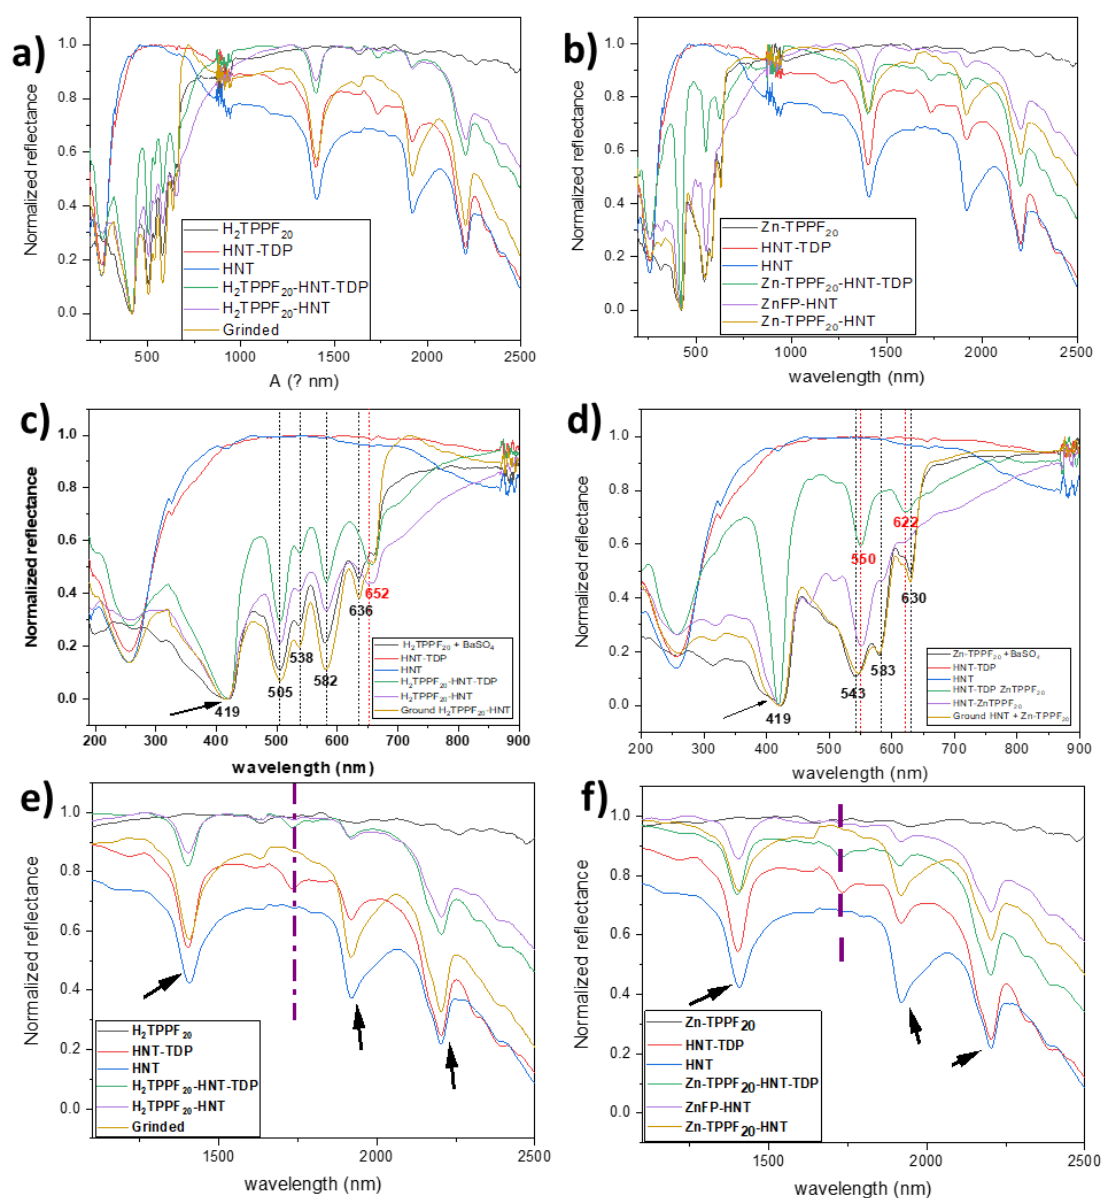 a)
Normalized reflectance
1.0
0.8
0.6
0.4
0.2
0.0
H2TPPF20
HNT-TDP
HNT
H2TPPF20-HNT-TDP
H2TPPF20-HNT
Grinded
500 1000 1500 2000 2500
A (? nm)
b)
Normalized reflectance
1.0
0.8
0.6
0.4
0.2
0.0
Zn-TPPF20
HNT-TDP
HNT
Zn-TPPF20-HNT-TDP
ZnFP-HNT
Zn-TPPF20-HNT
500 1000 1500 2000 2500
wavelength (nm)
c)
Normalized reflectance
1.0
0.8
0.6
0.4
0.2
0.0
419
505
538
582
636
652
H2TPPF20 + BaSO4
HNT-TDP
HNT
H2TPPF20-HNT-TDP
H2TPPF20-HNT
Ground H2TPPF20-HNT
200 300 400 500 600 700 800 900
wavelength (nm)
d)
Normalized reflectance
1.0
0.8
0.6
0.4
0.2
0.0
419
543
550
583
622
630
Zn-TPPF20 +BaSO4
HNT-TDP
HNT
HNT-TDP ZnTPPF20
HNT-ZnTPPF20
Ground HNT + Zn-TPPF20
200 300 400 500 600 700 800 900
wavelength (nm)
e)
Normalized reflectance
1.0
0.8
0.6
0.4
0.2
0.0
H2TPPF20
HNT-TDP
HNT
H2TPPF20-HNT-TDP
H2TPPF20-HNT
Grinded
1500 2000 2500
wavelength (nm)
f)
Normalized reflectance
1.0
0.8
0.6
0.4
0.2
0.0
Zn-TPPF20
HNT-TDP
HNT
Zn-TPPF20-HNT-TDP
ZnFP-HNT
Zn-TPPF20-HNT
1500 2000 2500
wavelength (nm)